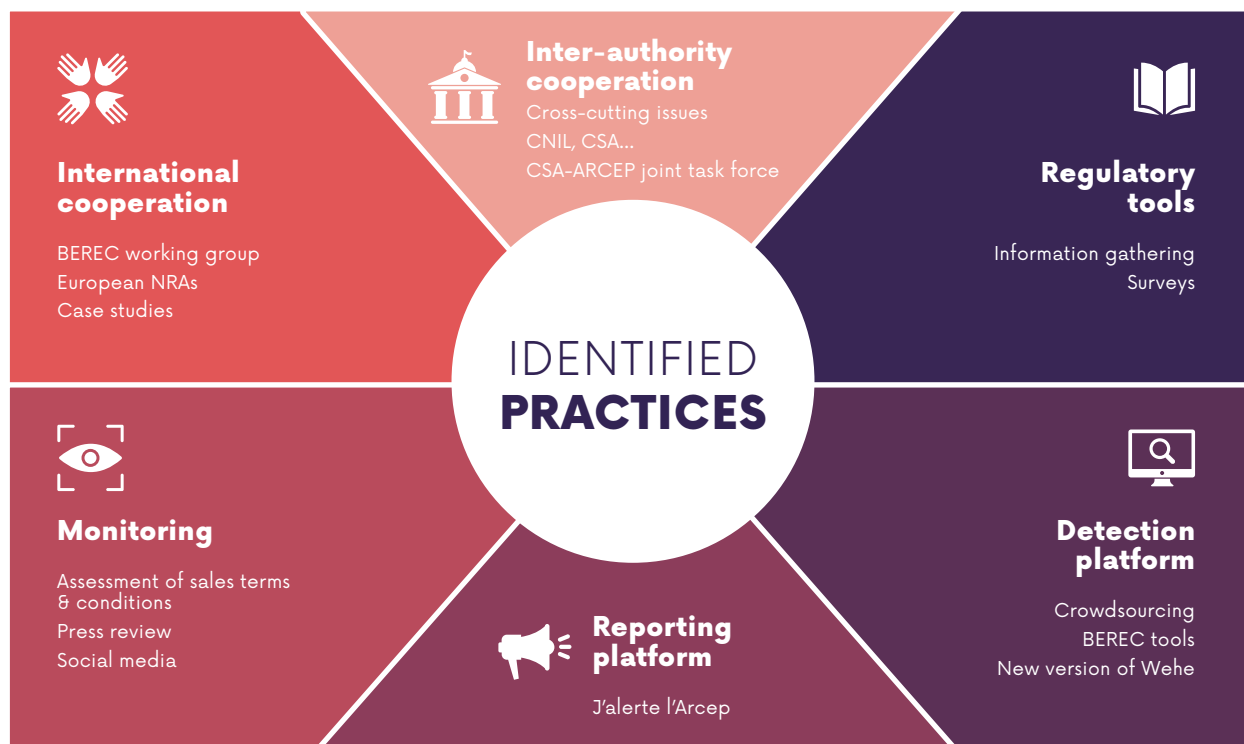 International
cooperation
BEREC working group
European NRAs
Case studies
Inter-authority
cooperation
Cross-cutting issues
CNIL, CSA...
CSA-ARCEP joint task force
Regulatory
tools
Information gathering
Surveys
IDENTIFIED
PRACTICES
Monitoring
Assessment of sales terms
& conditions
Press review
Social media
Reporting
platform
J’alerte l’Arcep
Detection
platform
Crowdsourcing
BEREC tools
New version of Wehe